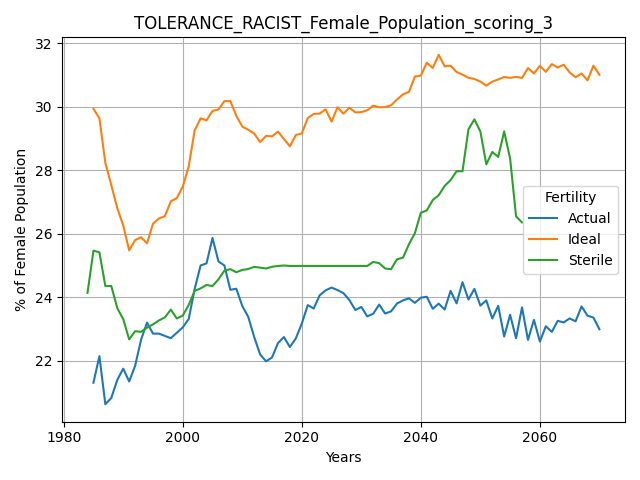 TOLERANCE_RACIST_Female_Population_scoring_3
% of Female Population
32
30
28
26
24
22
Fertility
Actual
Ideal
Sterile
1980
2000
2020
2040
2060
Years